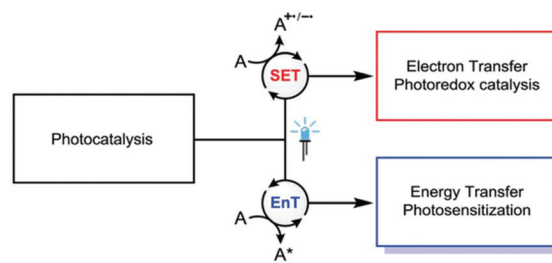 A+•/−•
A
SET
Electron Transfer
Photoredox catalysis
Photocatalysis
EnT
A
A*
Energy Transfer
Photosensitization